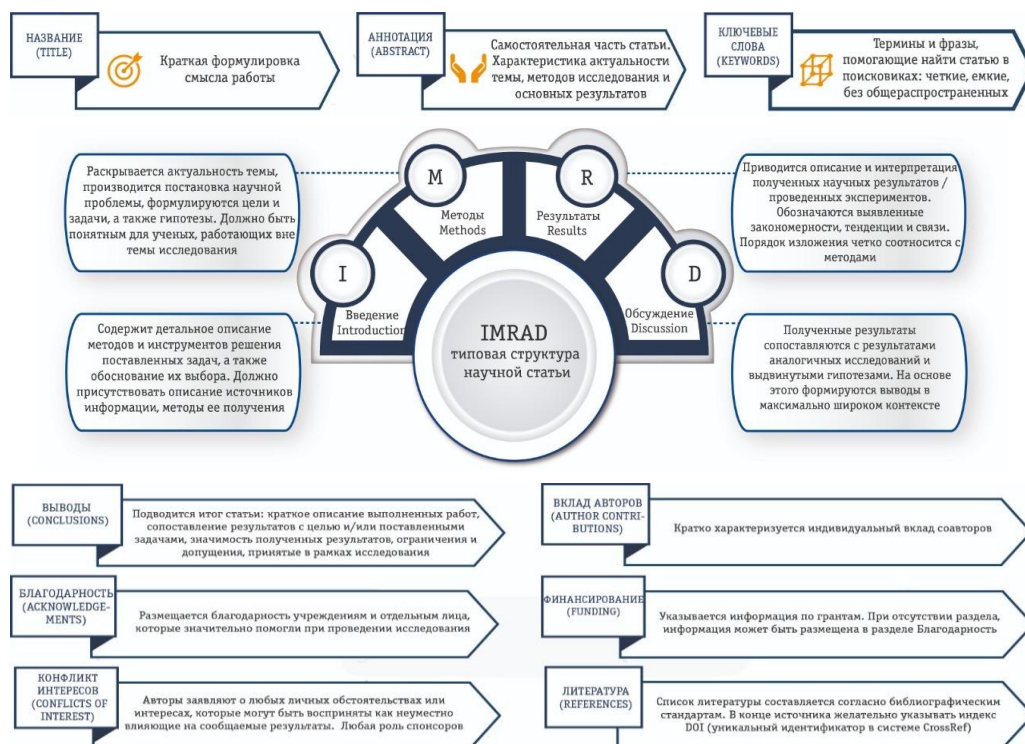 НАЗВАНИЕ
(TITLE)
Краткая формулировка
смысла работы
АННОТАЦИЯ
(ABSTRACT)
Самостоятельная часть статьи.
Характеристика актуальности
темы, методов исследования и
основных результатов
КЛЮЧЕВЫЕ
СЛОВА
(KEYWORDS)
Термины и фразы,
помогающие найти статью в
поисковиках: четкие, емкие,
без общераспространенных
Раскрывается актуальность темы,
производится постановка научной
проблемы, формулируются цели и
задачи, а также гипотезы. Должно быть
понятным для ученых, работающих вне
темы исследования
M
Методы
Methods
R
Результаты
Results
Приводится описание и интерпретация
полученных научных результатов /
проведенных экспериментов.
Обозначаются выявленные
закономерности, тенденции и связи.
Порядок изложения четко соотносится с
методами
I
Введение
Introduction
D
Обсуждение
Discussion
IMRAD
типовая структура
научной статьи
Содержит детальное описание
методов и инструментов решения
поставленных задач, а также
обоснование их выбора. Должно
присутствовать описание источников
информации, методы ее получения
Полученные результаты
сопоставляются с результатами
аналогичных исследований и
выдвинутыми гипотезами. На основе
этого формируются выводы в
максимально широком контексте
ВЫВОДЫ
(CONCLUSIONS)
Подводится итог статьи: краткое описание выполненных работ,
сопоставление результатов с целью и/или поставленными
задачами, значимость полученных результатов, ограничения и
допущения, принятые в рамках исследования
ВКЛАД АВТОРОВ
(AUTHOR CONTRI-
BUTIONS)
Кратко характеризуется индивидуальный вклад соавторов
БЛАГОДАРНОСТЬ
(ACKNOWLEDGE-
MENTS)
Размещается благодарность учреждениям и отдельным лица,
которые значительно помогли при проведении исследования
ФИНАНСИРОВАНИЕ
(FUNDING)
Указывается информация по грантам. При отсутствии раздела,
информация может быть размещена в разделе Благодарность
КОНФЛИКТ
ИНТЕРЕСОВ
(CONFLICTS OF
INTEREST)
Авторы заявляют о любых личных обстоятельствах или
интересах, которые могут быть восприняты как неуместно
влияющие на сообщаемые результаты. Любая роль спонсоров
ЛИТЕРАТУРА
(REFERENCES)
Список литературы составляется согласно библиографическим
стандартам. В конце источника желательно указывать индекс
DOI (уникальный идентификатор в системе CrossRef)